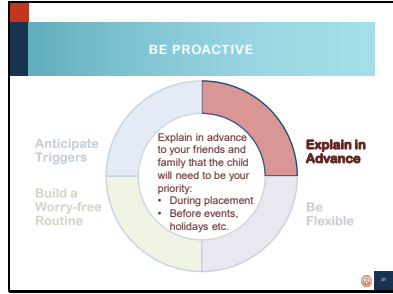 BE PROACTIVE
Anticipate
Triggers
Build a
Worry-free
Routine
Explain in advance
to your friends and
family that the child
will need to be your
priority:
• During placement
• Before events,
holidays etc.
Explain in
Advance
Be
Flexible